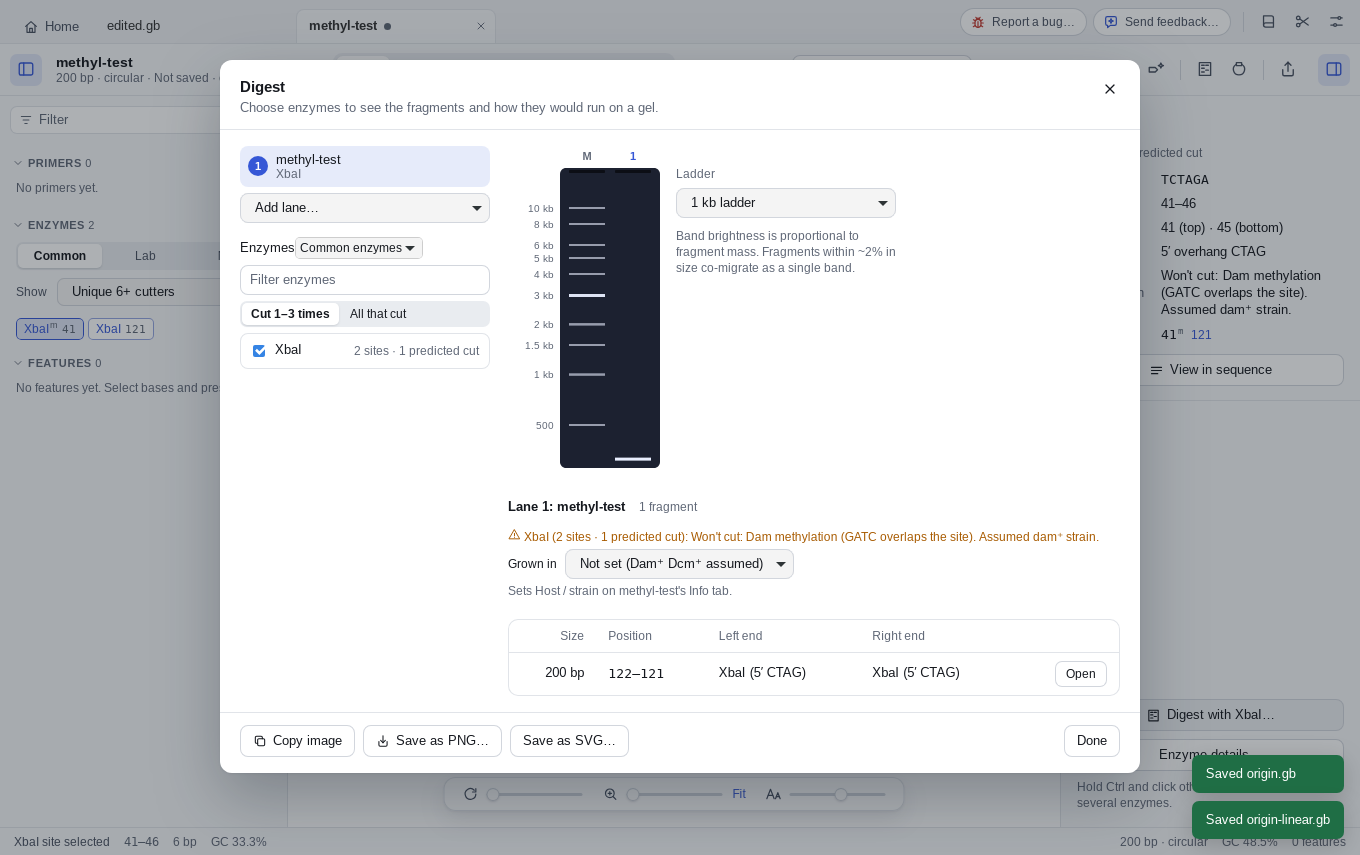 Home
edited.gb
methyl-test
Report a bug…
Send feedback…
methyl-test
200 bp · circular · Not saved ·
Filter
PRIMERS 0
No primers yet.
ENZYMES 2
Common
Lab
Show
Unique 6+ cutters
XbaIᵐ 41
XbaI 121
FEATURES 0
No features yet. Select bases and pres
Digest
Choose enzymes to see the fragments and how they would run on a gel.
1
methyl-test
XbaI
Add lane…
Enzymes
Common enzymes
Filter enzymes
Cut 1–3 times
All that cut
XbaI
2 sites · 1 predicted cut
M
1
10 kb
8 kb
6 kb
5 kb
4 kb
3 kb
2 kb
1.5 kb
1 kb
500
Ladder
1 kb ladder
Band brightness is proportional to
fragment mass. Fragments within ~2% in
size co-migrate as a single band.
Lane 1: methyl-test
1 fragment
XbaI (2 sites · 1 predicted cut): Won't cut: Dam methylation (GATC overlaps the site). Assumed dam⁺ strain.
Grown in
Not set (Dam⁺ Dcm⁺ assumed)
Sets Host / strain on methyl-test's Info tab.
Size
Position
Left end
Right end
200 bp
122–121
XbaI (5′ CTAG)
XbaI (5′ CTAG)
Open
Copy image
Save as PNG…
Save as SVG…
Done
redicted cut
TCTAGA
41–46
41 (top) · 45 (bottom)
5′ overhang CTAG
Won't cut: Dam methylation
(GATC overlaps the site).
Assumed dam⁺ strain.
41ᵐ 121
View in sequence
Digest with XbaI…
Enzyme details
Hold Ctrl and click ot
several enzymes.
Saved origin.gb
Saved origin-linear.gb
Fit
XbaI site selected
41–46
6 bp
GC 33.3%
200 bp · circular
GC 48.5%
0 features